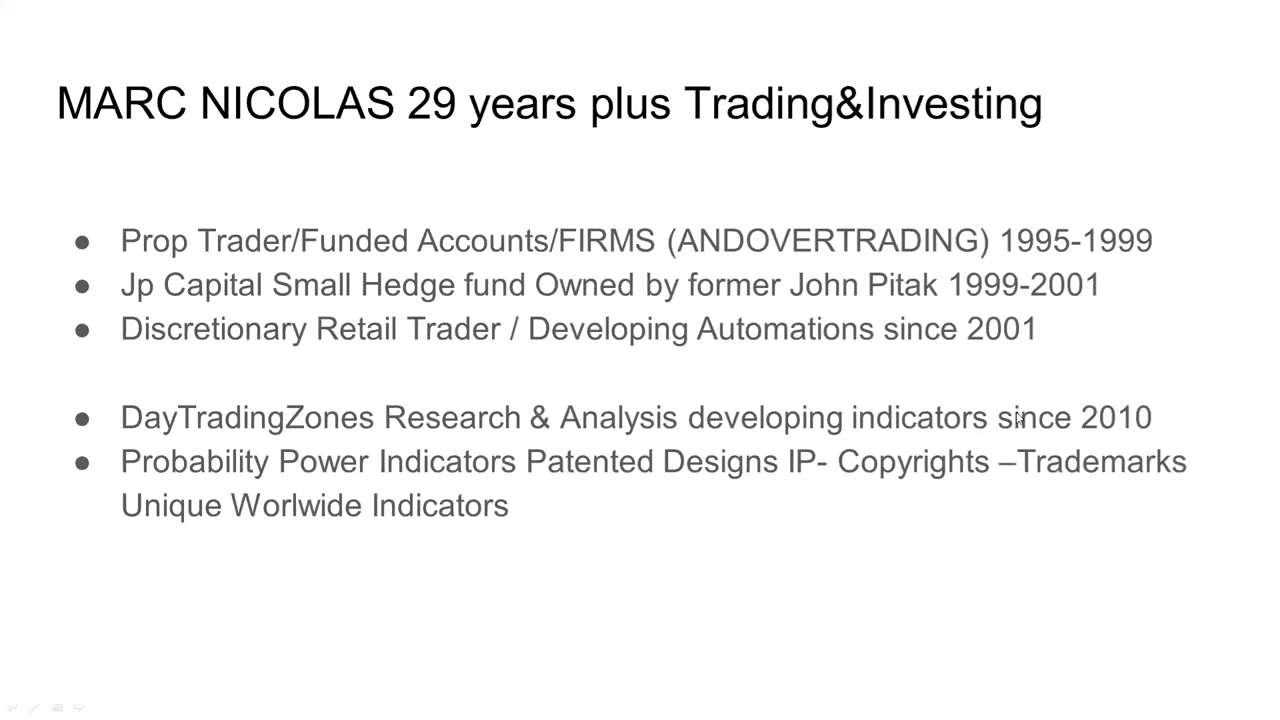 MARC NICOLAS 29 years plus Trading&Investing
● Prop Trader/Funded Accounts/FIRMS (ANDOVERTRADING) 1995-1999
● Jp Capital Small Hedge fund Owned by former John Pitak 1999-2001
● Discretionary Retail Trader / Developing Automations since 2001
● DayTradingZones Research & Analysis developing indicators since 2010
● Probability Power Indicators Patented Designs IP- Copyrights –Trademarks
Unique Worlwide Indicators